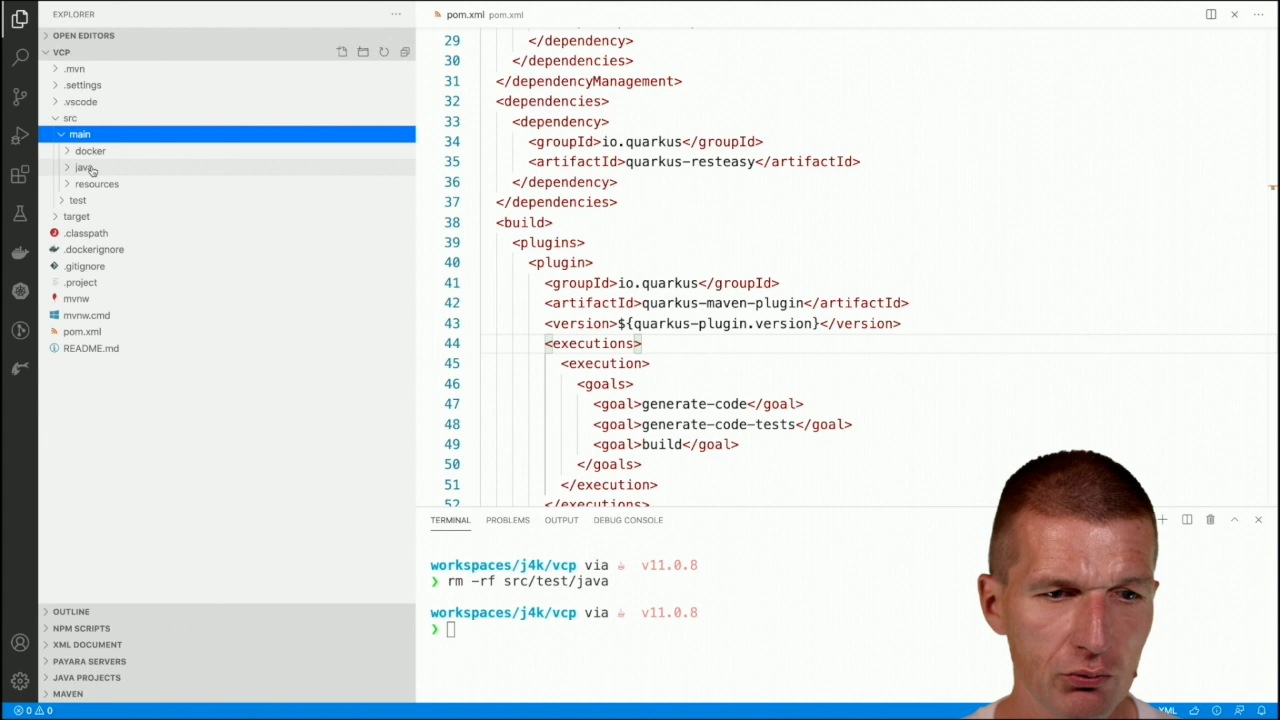 EXPLORER
OPEN EDITORS
VCP
.mvn
.settings
.vscode
src
main
docker
java
resources
test
target
.classpath
.dockerignore
.gitignore
.project
mvnw
mvnw.cmd
pom.xml
README.md
OUTLINE
NPM SCRIPTS
XML DOCUMENT
PAYARA SERVERS
JAVA PROJECTS
MAVEN
pom.xml pom.xml
29 </dependency>
30 </dependencies>
31 </dependencyManagement>
32 <dependencies>
33 <dependency>
34 <groupId>io.quarkus</groupId>
35 <artifactId>quarkus-resteasy</artifactId>
36 </dependency>
37 </dependencies>
38 <build>
39 <plugins>
40 <plugin>
41 <groupId>io.quarkus</groupId>
42 <artifactId>quarkus-maven-plugin</artifactId>
43 <version>${quarkus-plugin.version}</version>
44 <executions>
45 <execution>
46 <goals>
47 <goal>generate-code</goal>
48 <goal>generate-code-tests</goal>
49 <goal>build</goal>
50 </goals>
51 </execution>
52 </executions>
TERMINAL PROBLEMS OUTPUT DEBUG CONSOLE
workspaces/j4k/vcp via v11.0.8
❯ rm -rf src/test/java
workspaces/j4k/vcp via v11.0.8
❯
0 0
XML